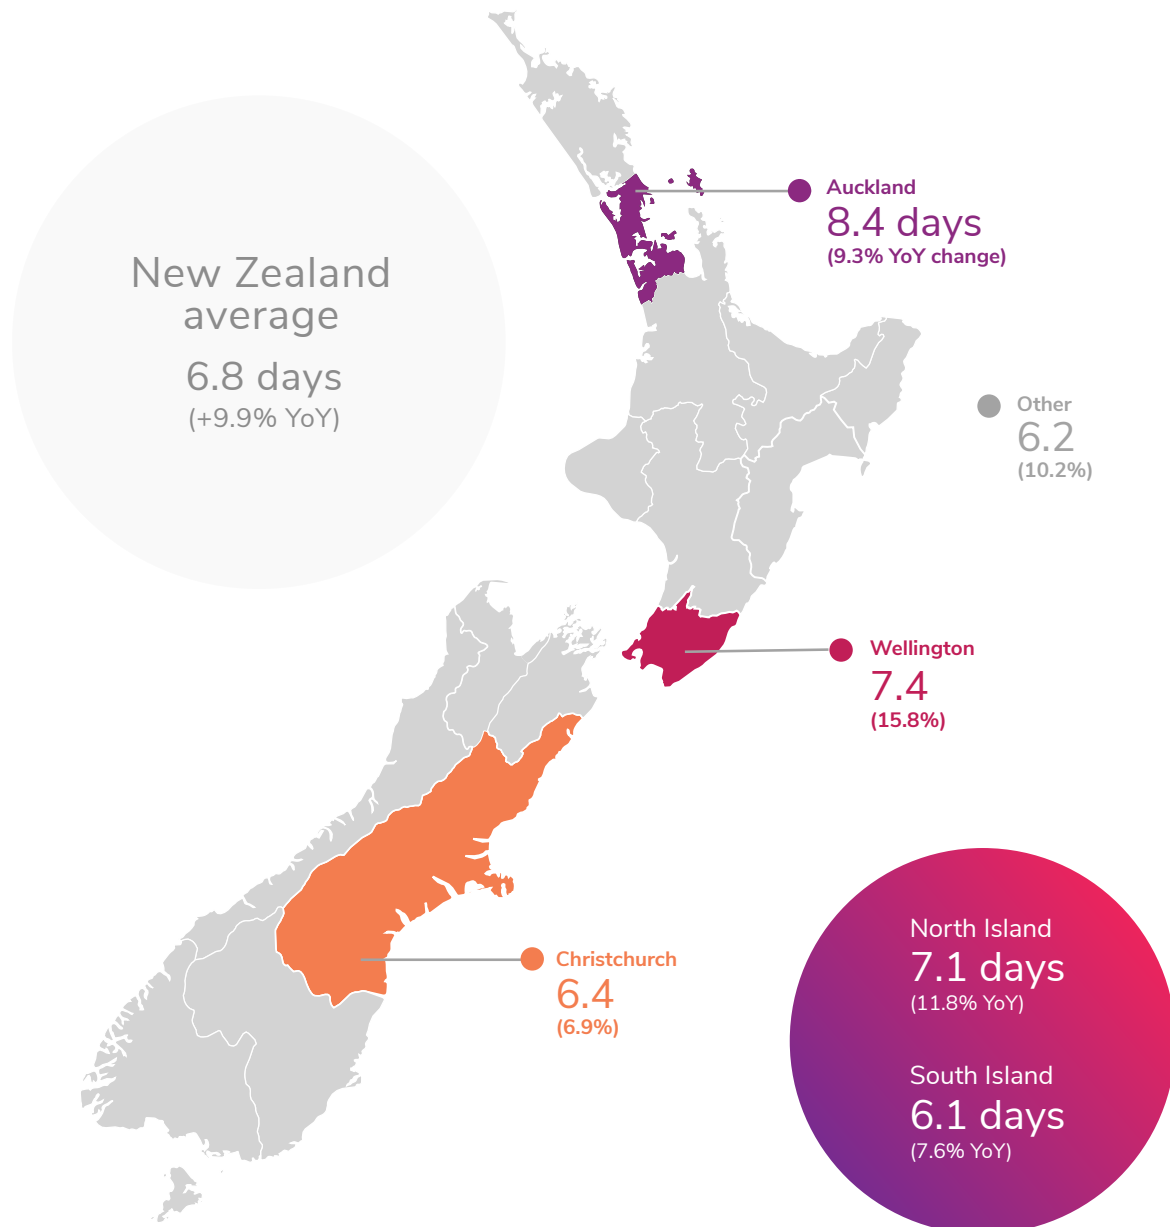 Auckland
8.4 days
(9.3% YoY change)
New Zealand
average
6.8 days
(+9.9% YoY)
Other
6.2
(10.2%)
Wellington
7.4
(15.8%)
Christchurch
6.4
(6.9%)
North Island
7.1 days
(11.8% YoY)
South Island
6.1 days
(7.6% YoY)